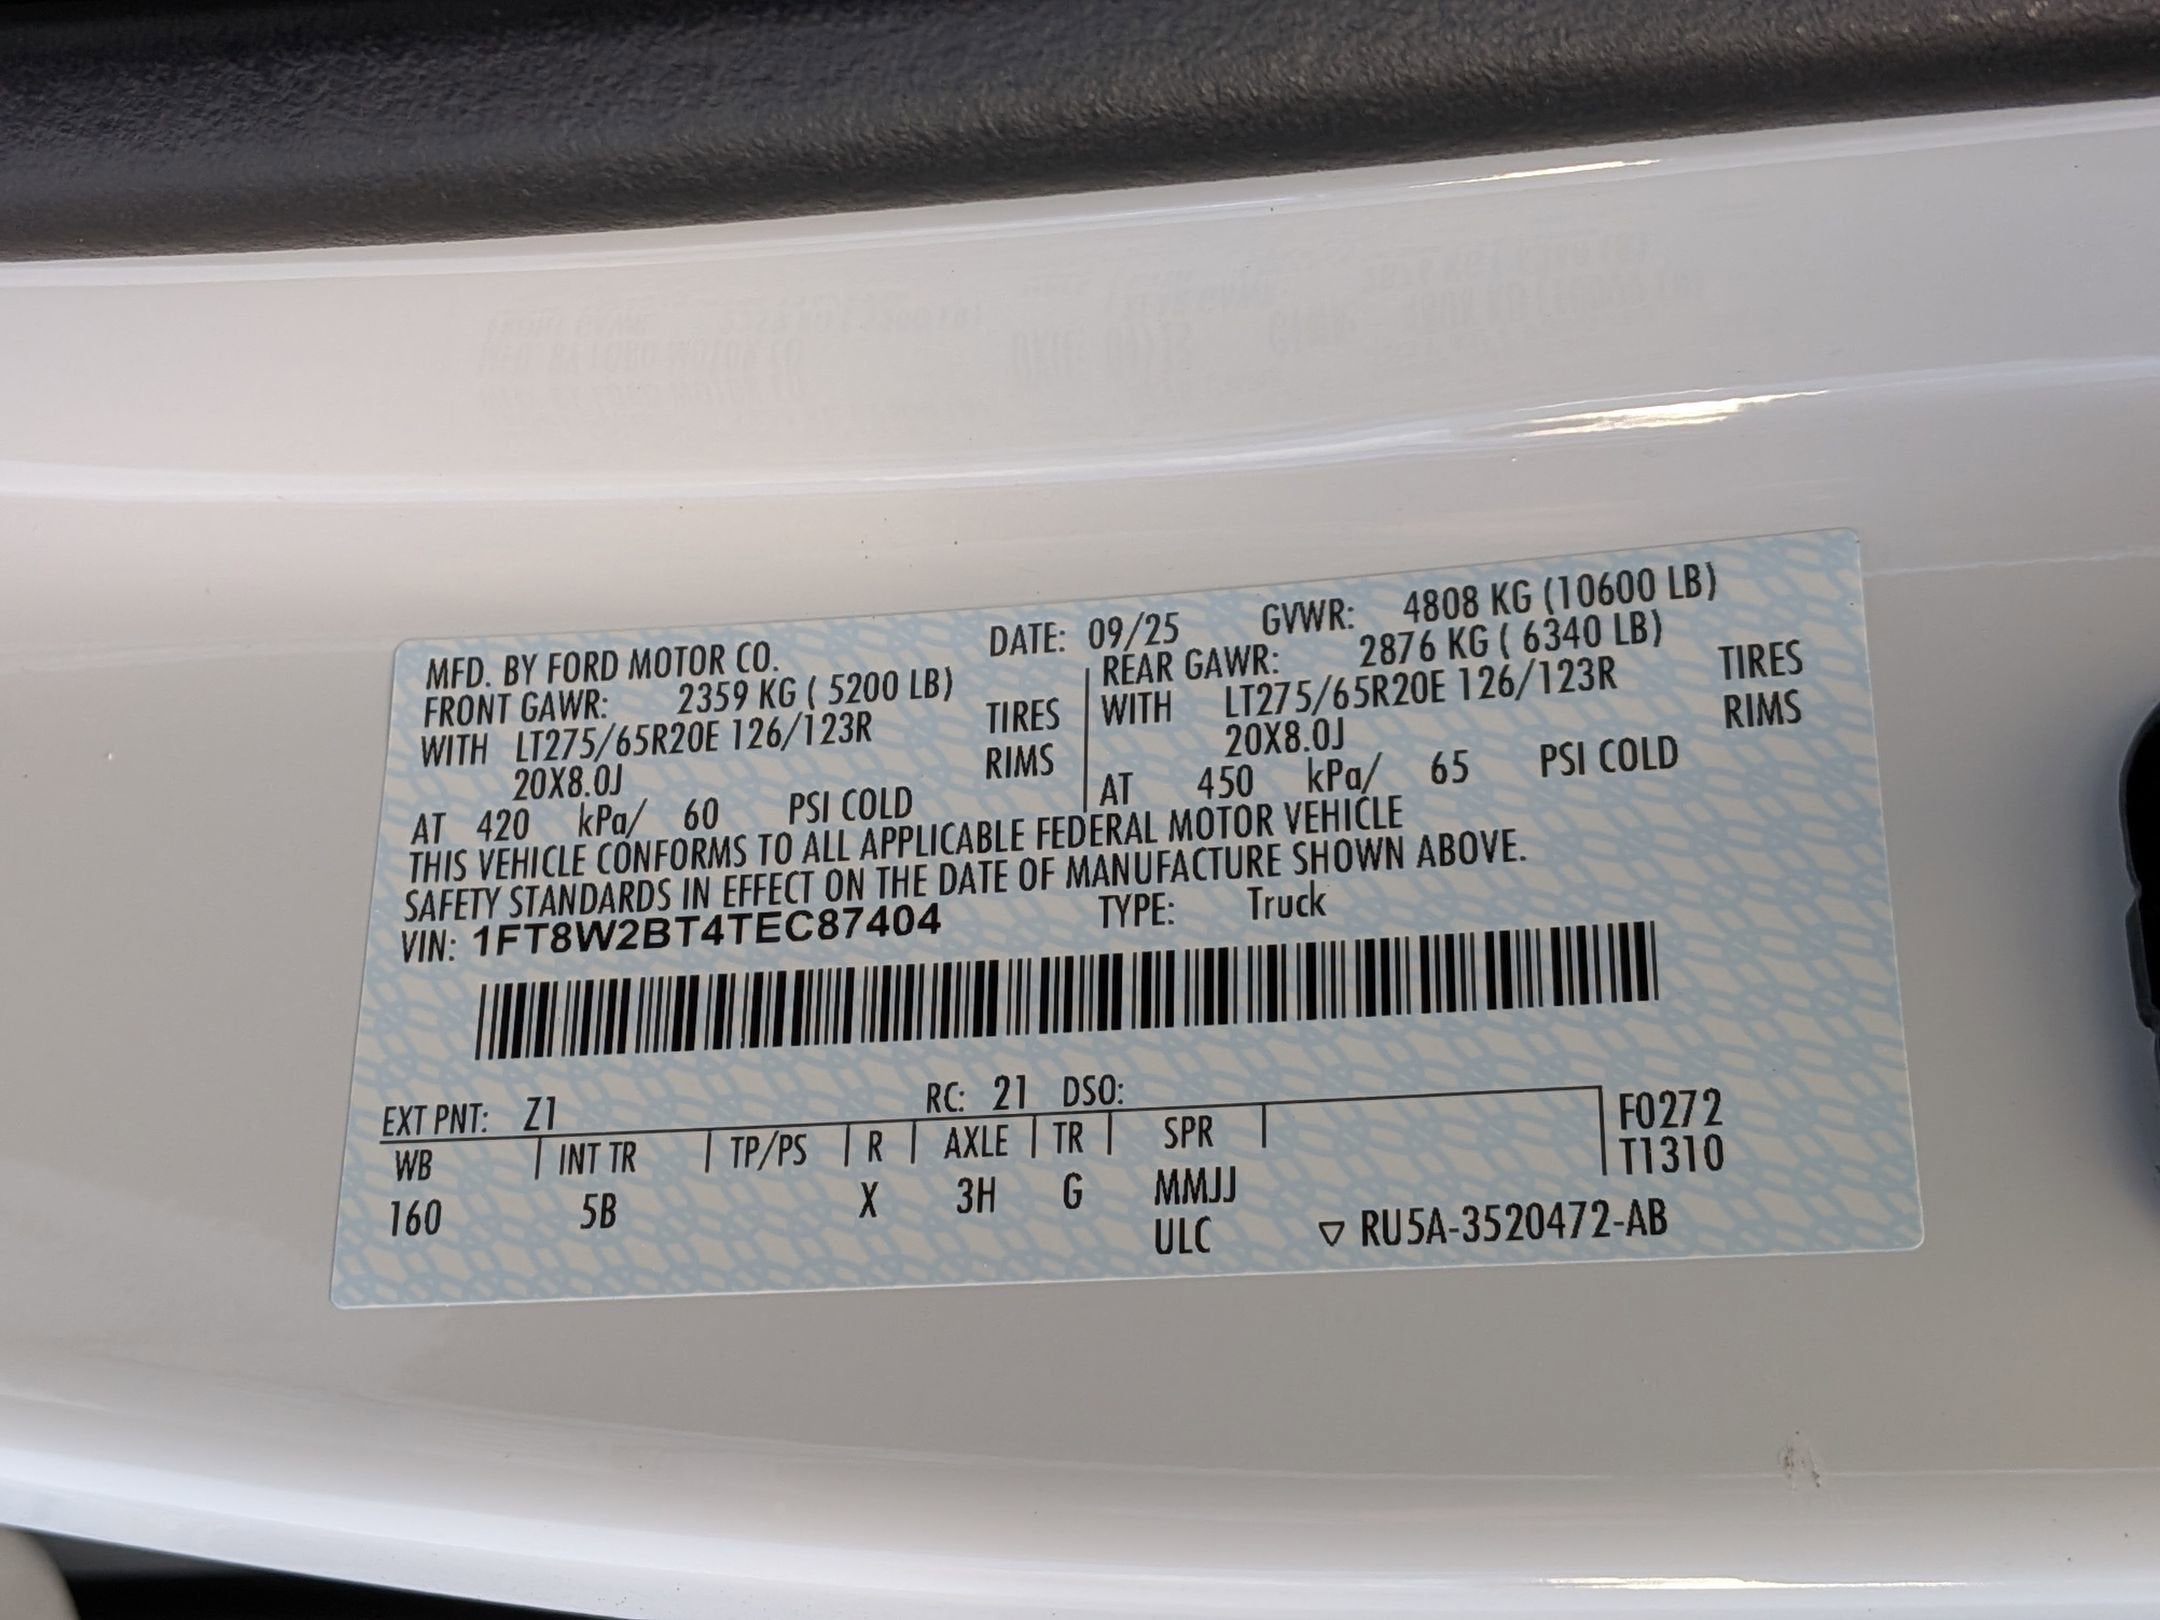 MFD. BY FORD MOTOR CO. DATE: 09/25 GVWR: 4808 KG (10600 LB)
FRONT GAWR: 2359 KG ( 5200 LB)
WITH LT275/65R20E 126/123R TIRES
20X8.0J RIMS
AT 420 kPa/ 60 PSI COLD
REAR GAWR: 2876 KG ( 6340 LB)
WITH LT275/65R20E 126/123R TIRES
20X8.0J RIMS
AT 450 kPa/ 65 PSI COLD
THIS VEHICLE CONFORMS TO ALL APPLICABLE FEDERAL MOTOR VEHICLE
SAFETY STANDARDS IN EFFECT ON THE DATE OF MANUFACTURE SHOWN ABOVE.
VIN: 1FT8W2BT4TEC87404 TYPE: Truck
EXT PNT: Z1 RC: 21 DSO:
WB INT TR TP/PS R AXLE TR SPR F0272
T1310
160 5B X 3H G MMJJ
ULC ▽ RU5A-3520472-AB